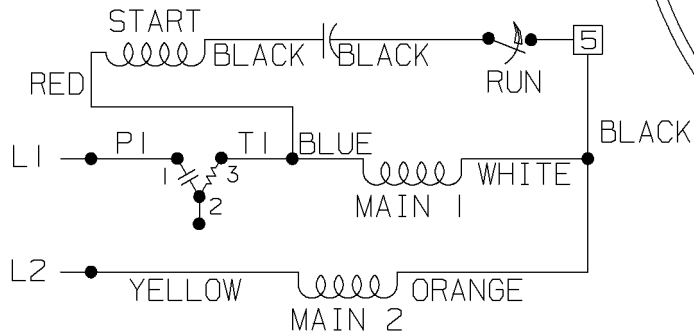 START
BLACK
BLACK
5
RED
RUN
BLACK
L1
P1
T1
BLUE
1
3
WHITE
2
MAIN 1
L2
YELLOW
ORANGE
MAIN 2